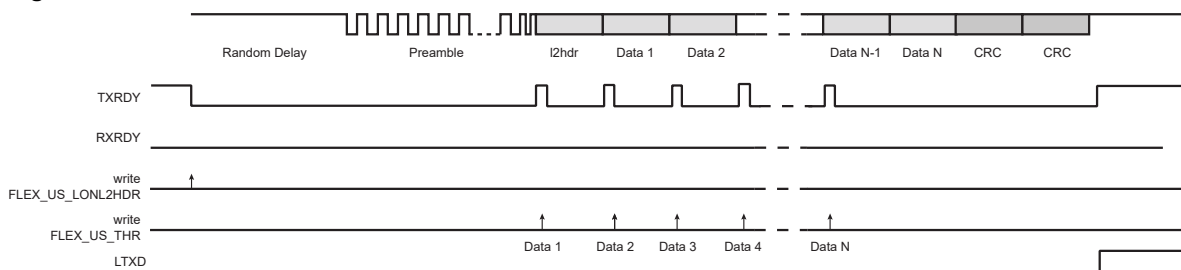 Random Delay Preamble l2hdr Data 1 Data 2 Data N-1 Data N CRC CRC
TXRDY
RXRDY
write
FLEX_US_LONL2HDR
write
FLEX_US_THR
Data 1 Data 2 Data 3 Data 4 Data N
LTXD